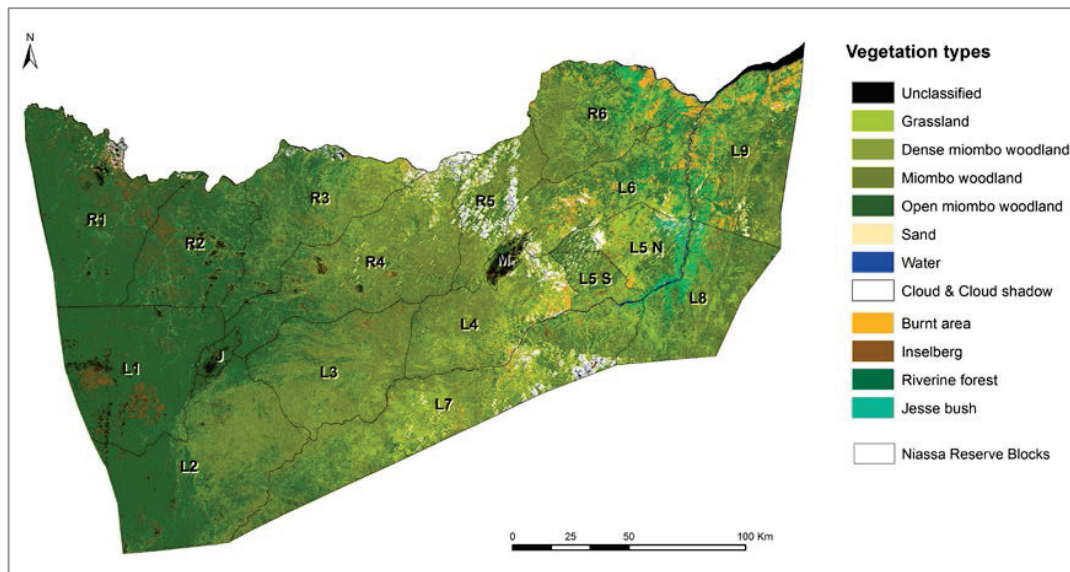 N
R6
L9
R3
R1
R5
L6
R2
R4
M
L5 N
L5 S
L8
L4
J
L1
L3
L7
L2
0 25 50 100 Km
Vegetation types
Unclassified
Grassland
Dense miombo woodland
Miombo woodland
Open miombo woodland
Sand
Water
Cloud & Cloud shadow
Burnt area
Inselberg
Riverine forest
Jesse bush
Niassa Reserve Blocks